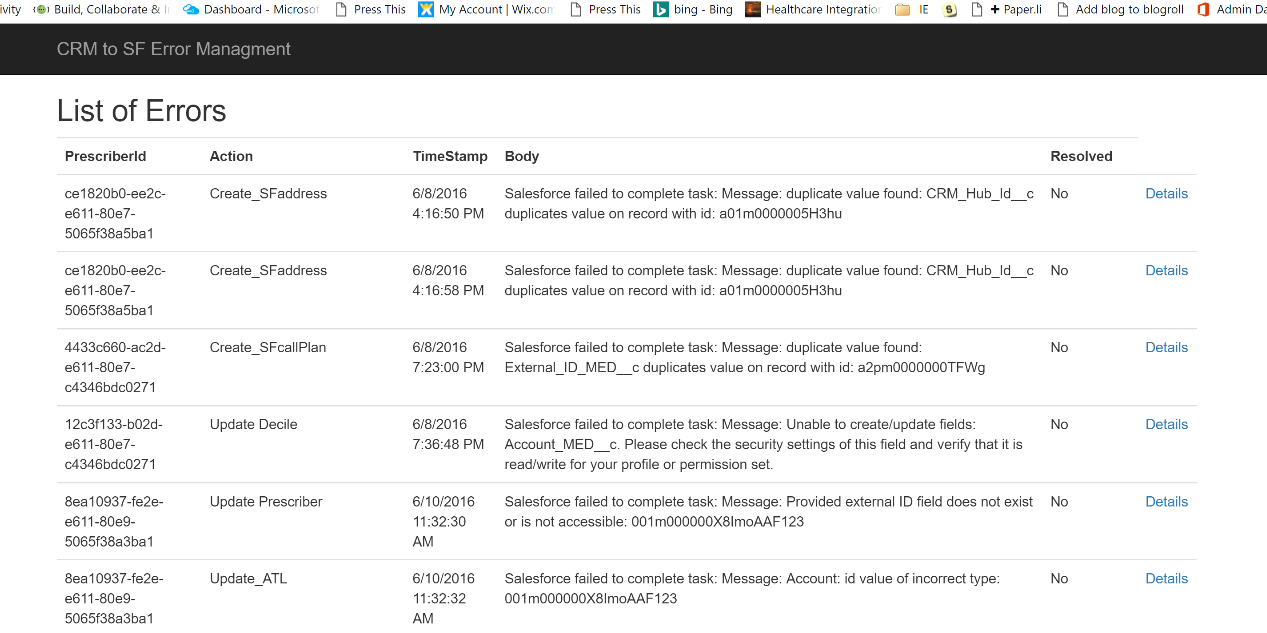 ivity Build, Collaborate & I Dashboard - Microsof Press This My Account | Wix.com Press This bing - Bing Healthcare Integration IE S Paper.li Add blog to blogroll Admin Da
CRM to SF Error Managment
List of Errors
PrescriberId Action TimeStamp Body Resolved
ce1820b0-ee2c- Create_SFaddress 6/8/2016 Salesforce failed to complete task: Message: duplicate value found: CRM_Hub_Id__c No Details
e611-80e7- 4:16:50 PM duplicates value on record with id: a01m0000005H3hu
5065f38a5ba1
ce1820b0-ee2c- Create_SFaddress 6/8/2016 Salesforce failed to complete task: Message: duplicate value found: CRM_Hub_Id__c No Details
e611-80e7- 4:16:58 PM duplicates value on record with id: a01m0000005H3hu
5065f38a5ba1
4433c660-ac2d- Create_SFcallPlan 6/8/2016 Salesforce failed to complete task: Message: duplicate value found: No Details
e611-80e7- 7:23:00 PM External_ID_MED__c duplicates value on record with id: a2pm0000000TFWg
c4346bdc0271
12c3f133-b02d- Update Decile 6/8/2016 Salesforce failed to complete task: Message: Unable to create/update fields: No Details
e611-80e7- 7:36:48 PM Account_MED__c. Please check the security settings of this field and verify that it is
c4346bdc0271 read/write for your profile or permission set.
8ea10937-fe2e- Update Prescriber 6/10/2016 Salesforce failed to complete task: Message: Provided external ID field does not exist No Details
e611-80e9- 11:32:30 or is not accessible: 001m000000X8ImoAAF123
5065f38a3ba1 AM
8ea10937-fe2e- Update_ATL 6/10/2016 Salesforce failed to complete task: Message: Account: id value of incorrect type: No Details
e611-80e9- 11:32:32 001m000000X8ImoAAF123
5065f38a3ba1 AM